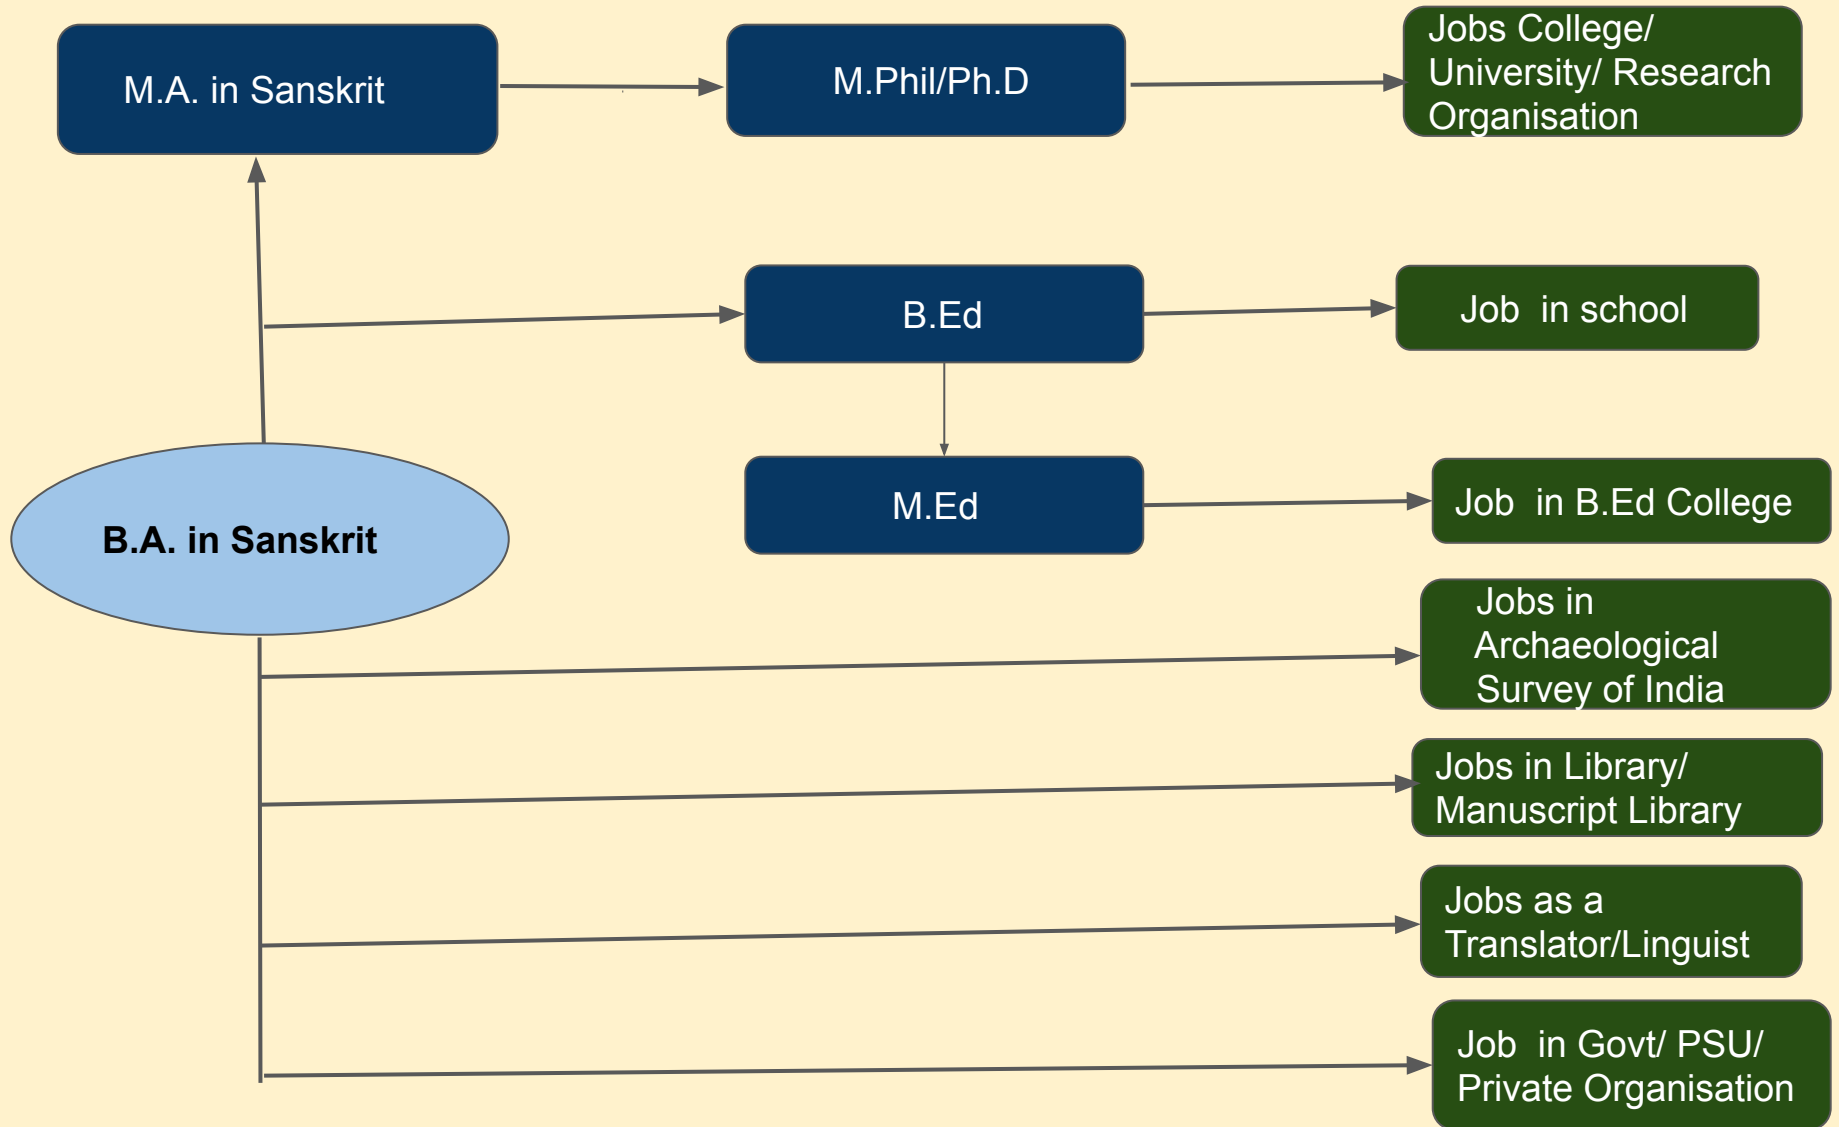 M.A. in Sanskrit
M.Phil/Ph.D
Jobs College/
University/ Research
Organisation
B.Ed
Job  in school
B.A. in Sanskrit
M.Ed
Job  in B.Ed College
Jobs in
Archaeological
Survey of India
Jobs in Library/
Manuscript Library
Jobs as a
Translator/Linguist
Job  in Govt/ PSU/
Private Organisation